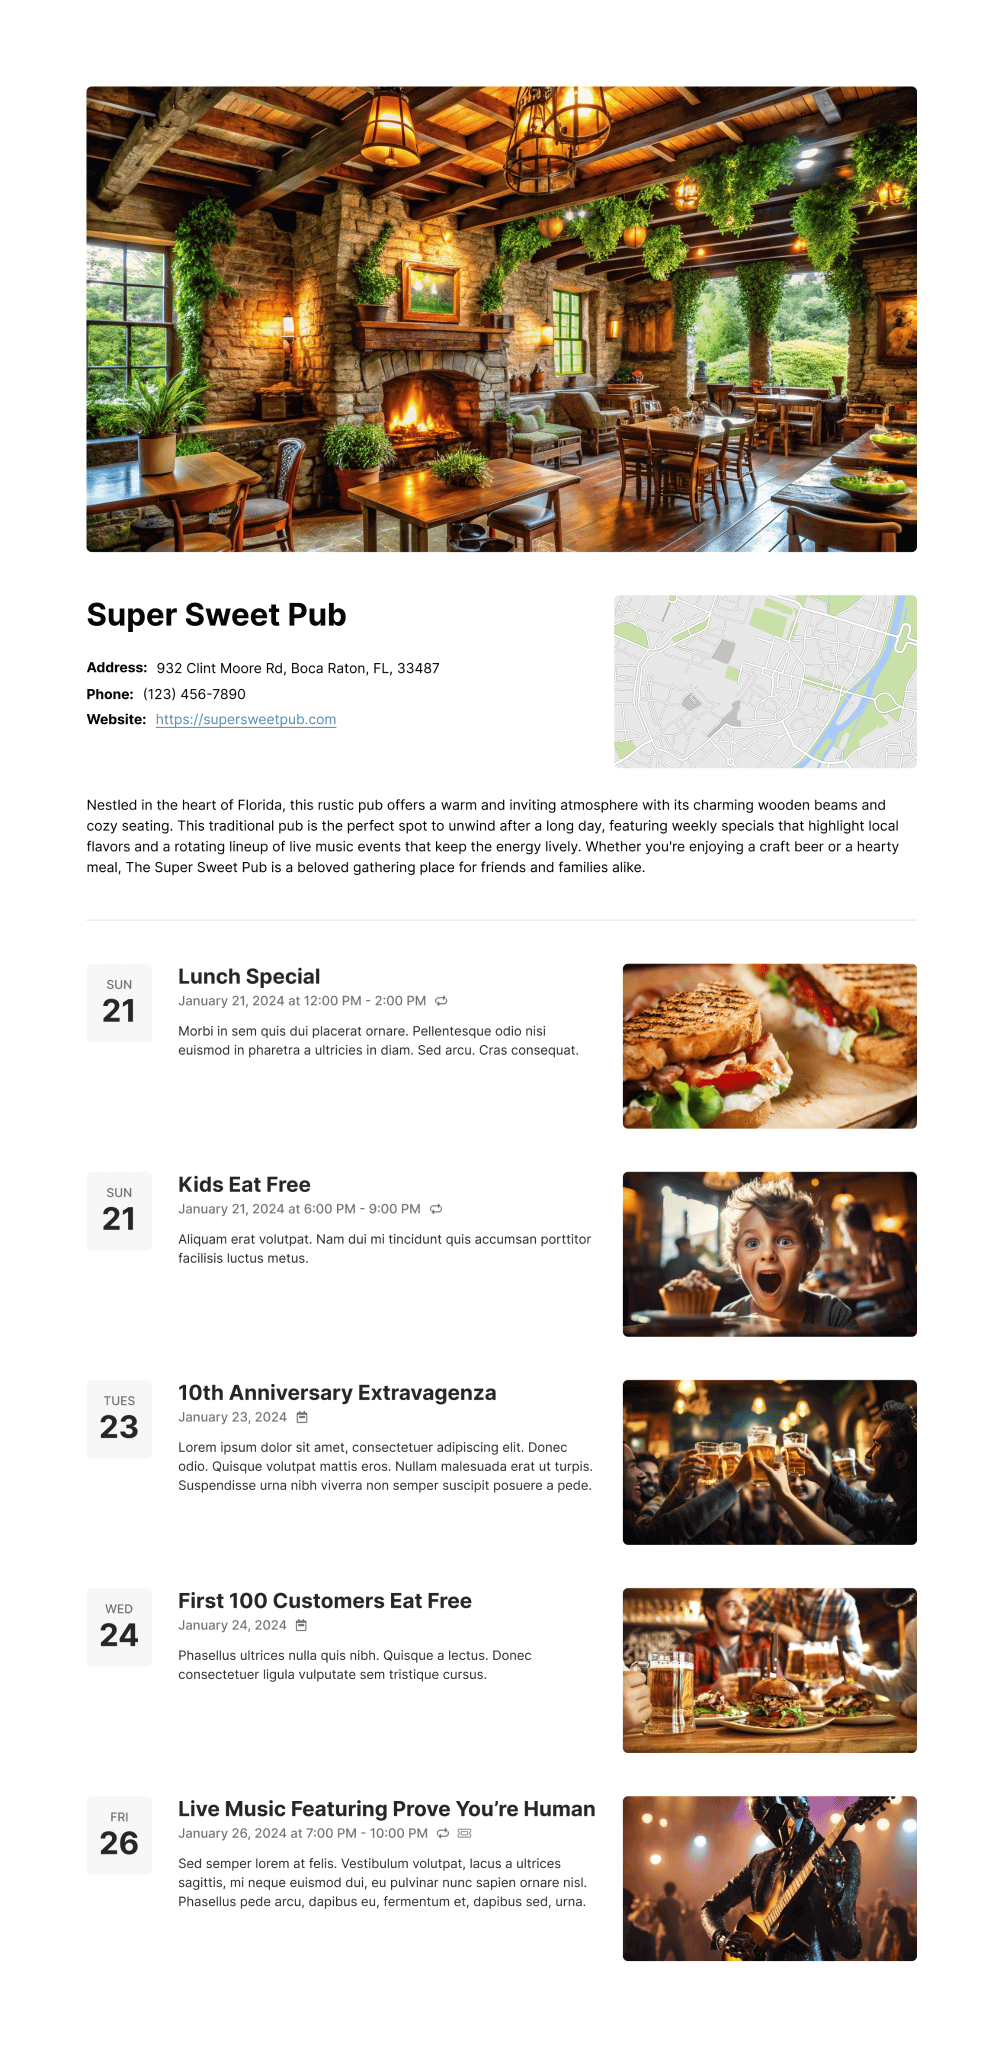 Super Sweet Pub
Address: 932 Clint Moore Rd, Boca Raton, FL, 33487
Phone: (123) 456-7890
Website: https://supersweetpub.com
Nestled in the heart of Florida, this rustic pub offers a warm and inviting atmosphere with its charming wooden beams and
cozy seating. This traditional pub is the perfect spot to unwind after a long day, featuring weekly specials that highlight local
flavors and a rotating lineup of live music events that keep the energy lively. Whether you're enjoying a craft beer or a hearty
meal, The Super Sweet Pub is a beloved gathering place for friends and families alike.
SUN
21
Lunch Special
January 21, 2024 at 12:00 PM - 2:00 PM
Morbi in sem quis dui placerat ornare. Pellentesque odio nisi
euismod in pharetra a ultricies in diam. Sed arcu. Cras consequat.
SUN
21
Kids Eat Free
January 21, 2024 at 6:00 PM - 9:00 PM
Aliquam erat volutpat. Nam dui mi tincidunt quis accumsan porttitor
facilisis luctus metus.
TUES
23
10th Anniversary Extravagenza
January 23, 2024
Lorem ipsum dolor sit amet, consectetuer adipiscing elit. Donec
odio. Quisque volutpat mattis eros. Nullam malesuada erat ut turpis.
Suspendisse urna nibh viverra non semper suscipit posuere a pede.
WED
24
First 100 Customers Eat Free
January 24, 2024
Phasellus ultrices nulla quis nibh. Quisque a lectus. Donec
consectetuer ligula vulputate sem tristique cursus.
FRI
26
Live Music Featuring Prove You’re Human
January 26, 2024 at 7:00 PM - 10:00 PM
Sed semper lorem at felis. Vestibulum volutpat, lacus a ultrices
sagittis, mi neque euismod dui, eu pulvinar nunc sapien ornare nisl.
Phasellus pede arcu, dapibus eu, fermentum et, dapibus sed, urna.